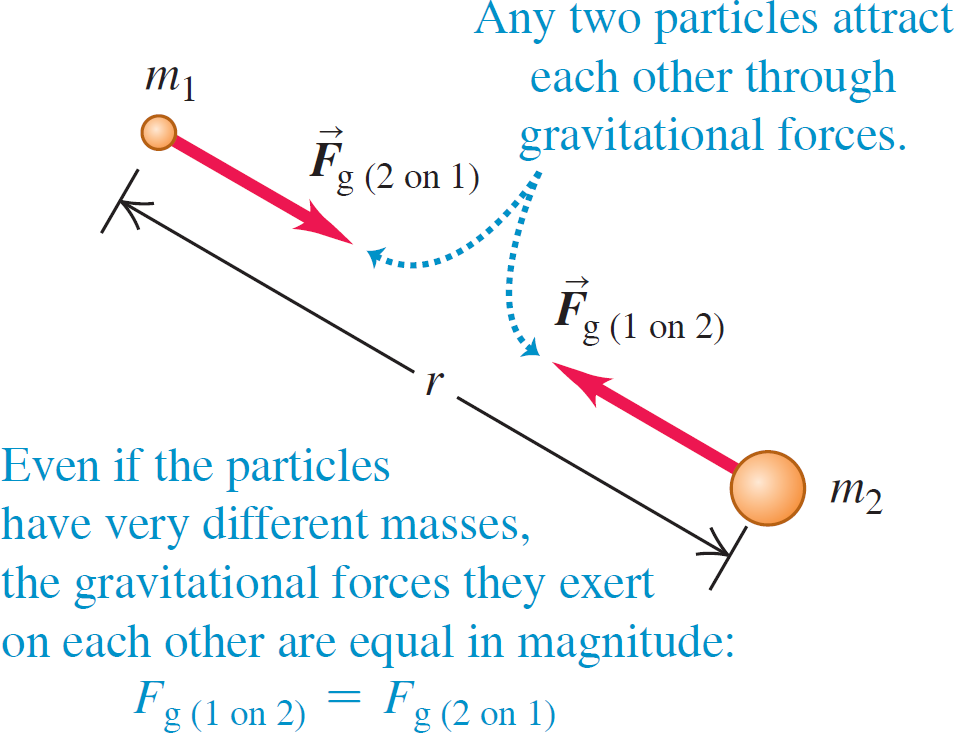 Any two particles attract
each other through
gravitational forces.
m₁
F⃗g (2 on 1)
F⃗g (1 on 2)
r
m₂
Even if the particles
have very different masses,
the gravitational forces they exert
on each other are equal in magnitude:
Fg (1 on 2) = Fg (2 on 1)